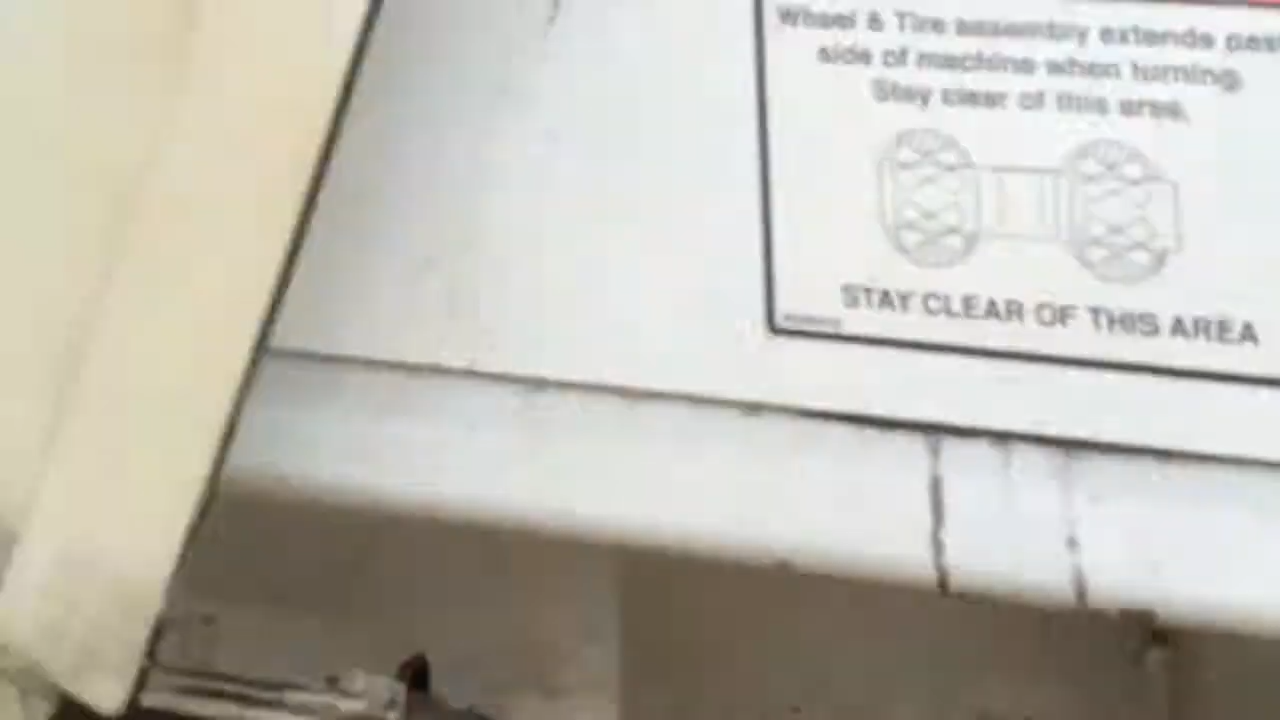 Wheel & Tire assembly extends pas
side of machine when turning.
Stay clear of this area.
STAY CLEAR OF THIS AREA